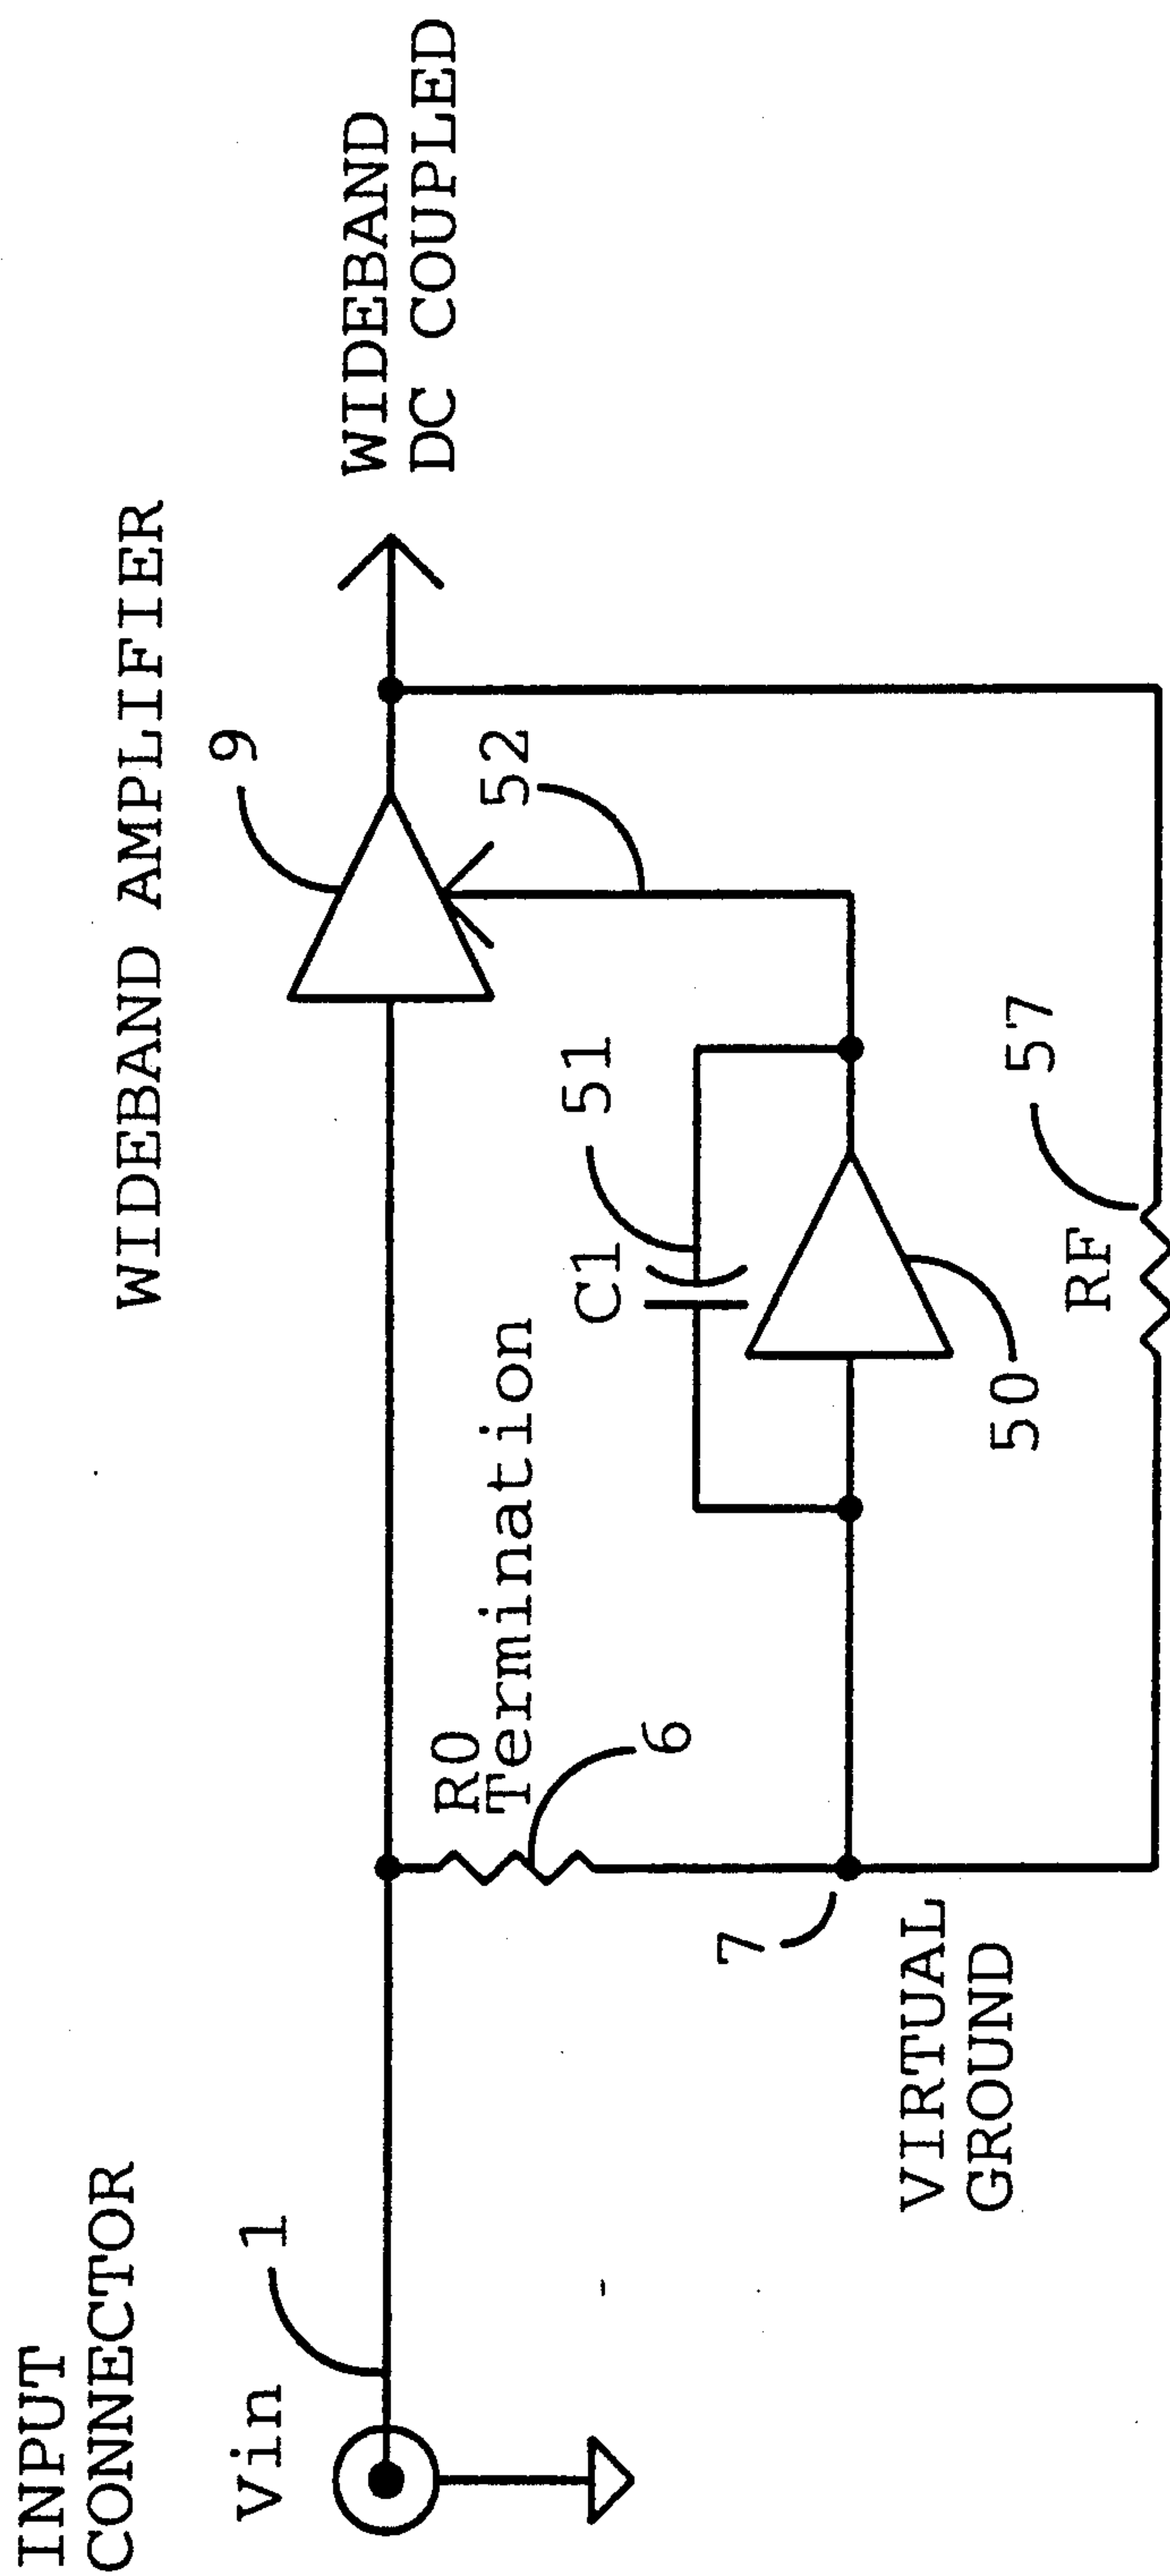 INPUT
CONNECTOR
Vin
1
WIDEBAND AMPLIFIER
9
WIDEBAND
DC COUPLED
52
R0
Termination
6
C1
51
7
VIRTUAL
GROUND
50
RF
57